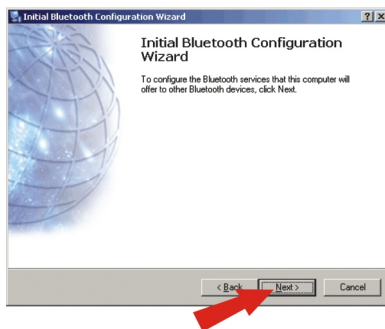 Initial Bluetooth Configuration Wizard
Initial Bluetooth Configuration
Wizard
To configure the Bluetooth services that this computer will
offer to other Bluetooth devices, click Next.
< Back Next > Cancel